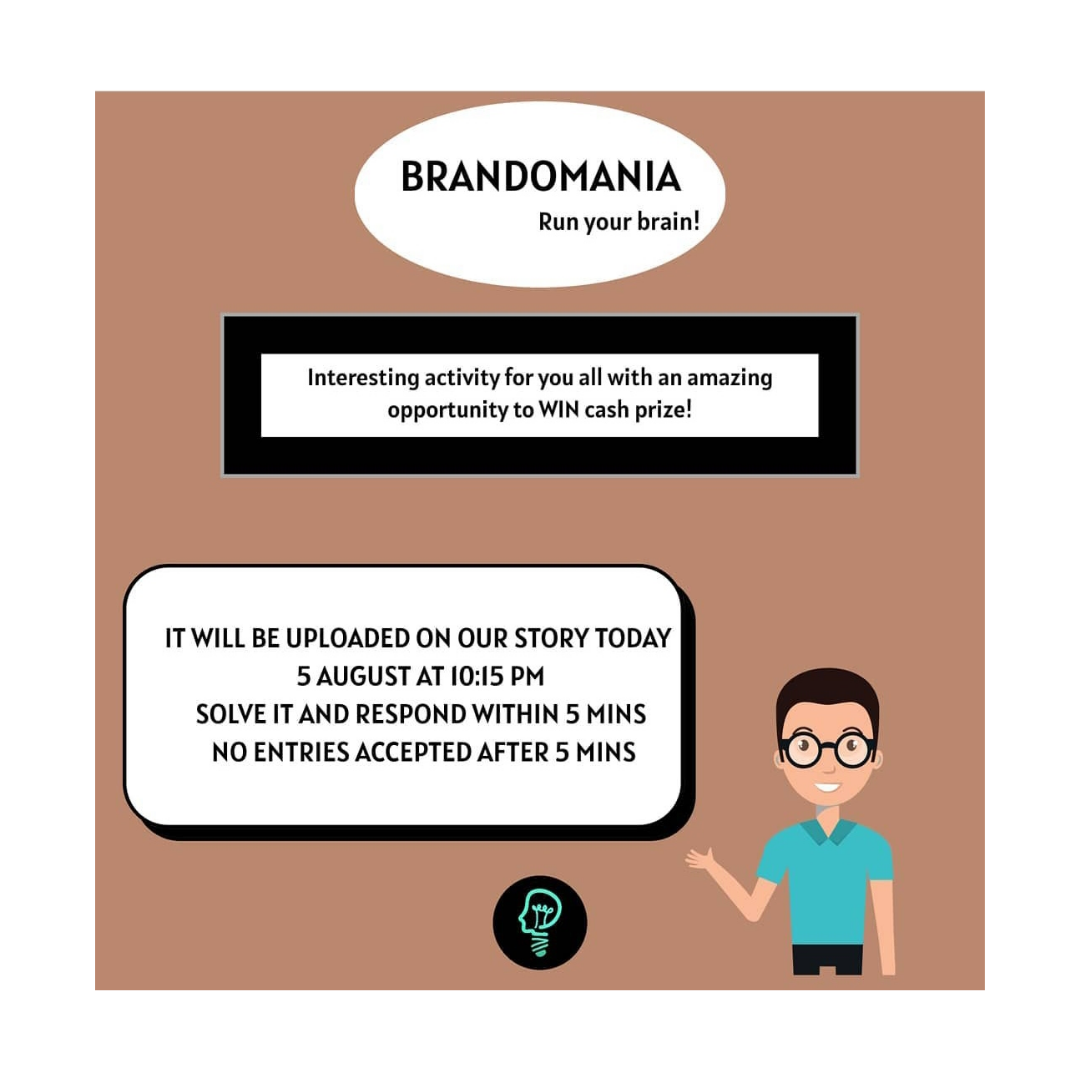 BRANDOMANIA
Run your brain!
Interesting activity for you all with an amazing
opportunity to WIN cash prize!
IT WILL BE UPLOADED ON OUR STORY TODAY
5 AUGUST AT 10:15 PM
SOLVE IT AND RESPOND WITHIN 5 MINS
NO ENTRIES ACCEPTED AFTER 5 MINS